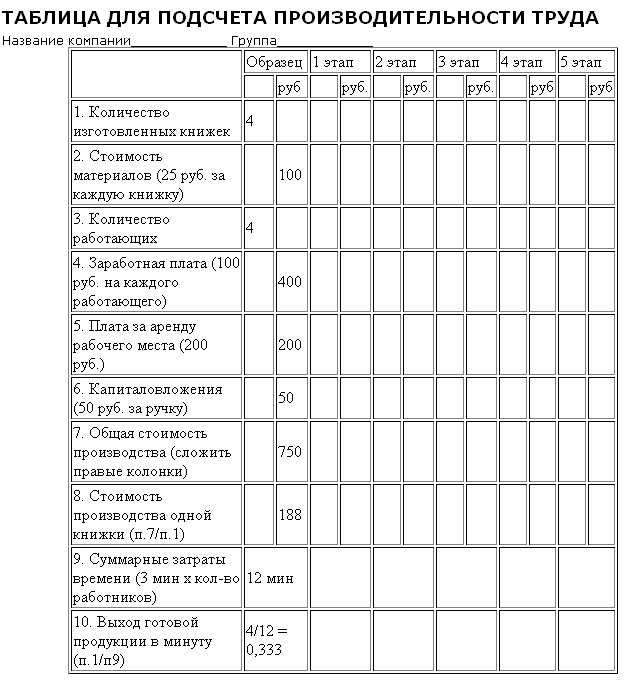 ТАБЛИЦА ДЛЯ ПОДСЧЕТА ПРОИЗВОДИТЕЛЬНОСТИ ТРУДА
Название компании_____________ Группа_____________
Образец 1 этап 2 этап 3 этап 4 этап 5 этап
руб руб. руб. руб. руб. руб
1. Количество
изготовленных книжек 4
2. Стоимость
материалов (25 руб. за 100
каждую книжку)
3. Количество
работающих 4
4. Заработная плата (100
руб. на каждого 400
работающего)
5. Плата за аренду
рабочего места (200 200
руб.)
6. Капиталовложения
(50 руб. за ручку) 50
7. Общая стоимость
производства (сложить 750
правые колонки)
8. Стоимость
производства одной 188
книжки (п.7/п.1)
9. Суммарные затраты
времени (3 мин х кол-во 12 мин
работников)
10. Выход готовой
продукции в минуту 4/12 =
(п.1/п9) 0,333